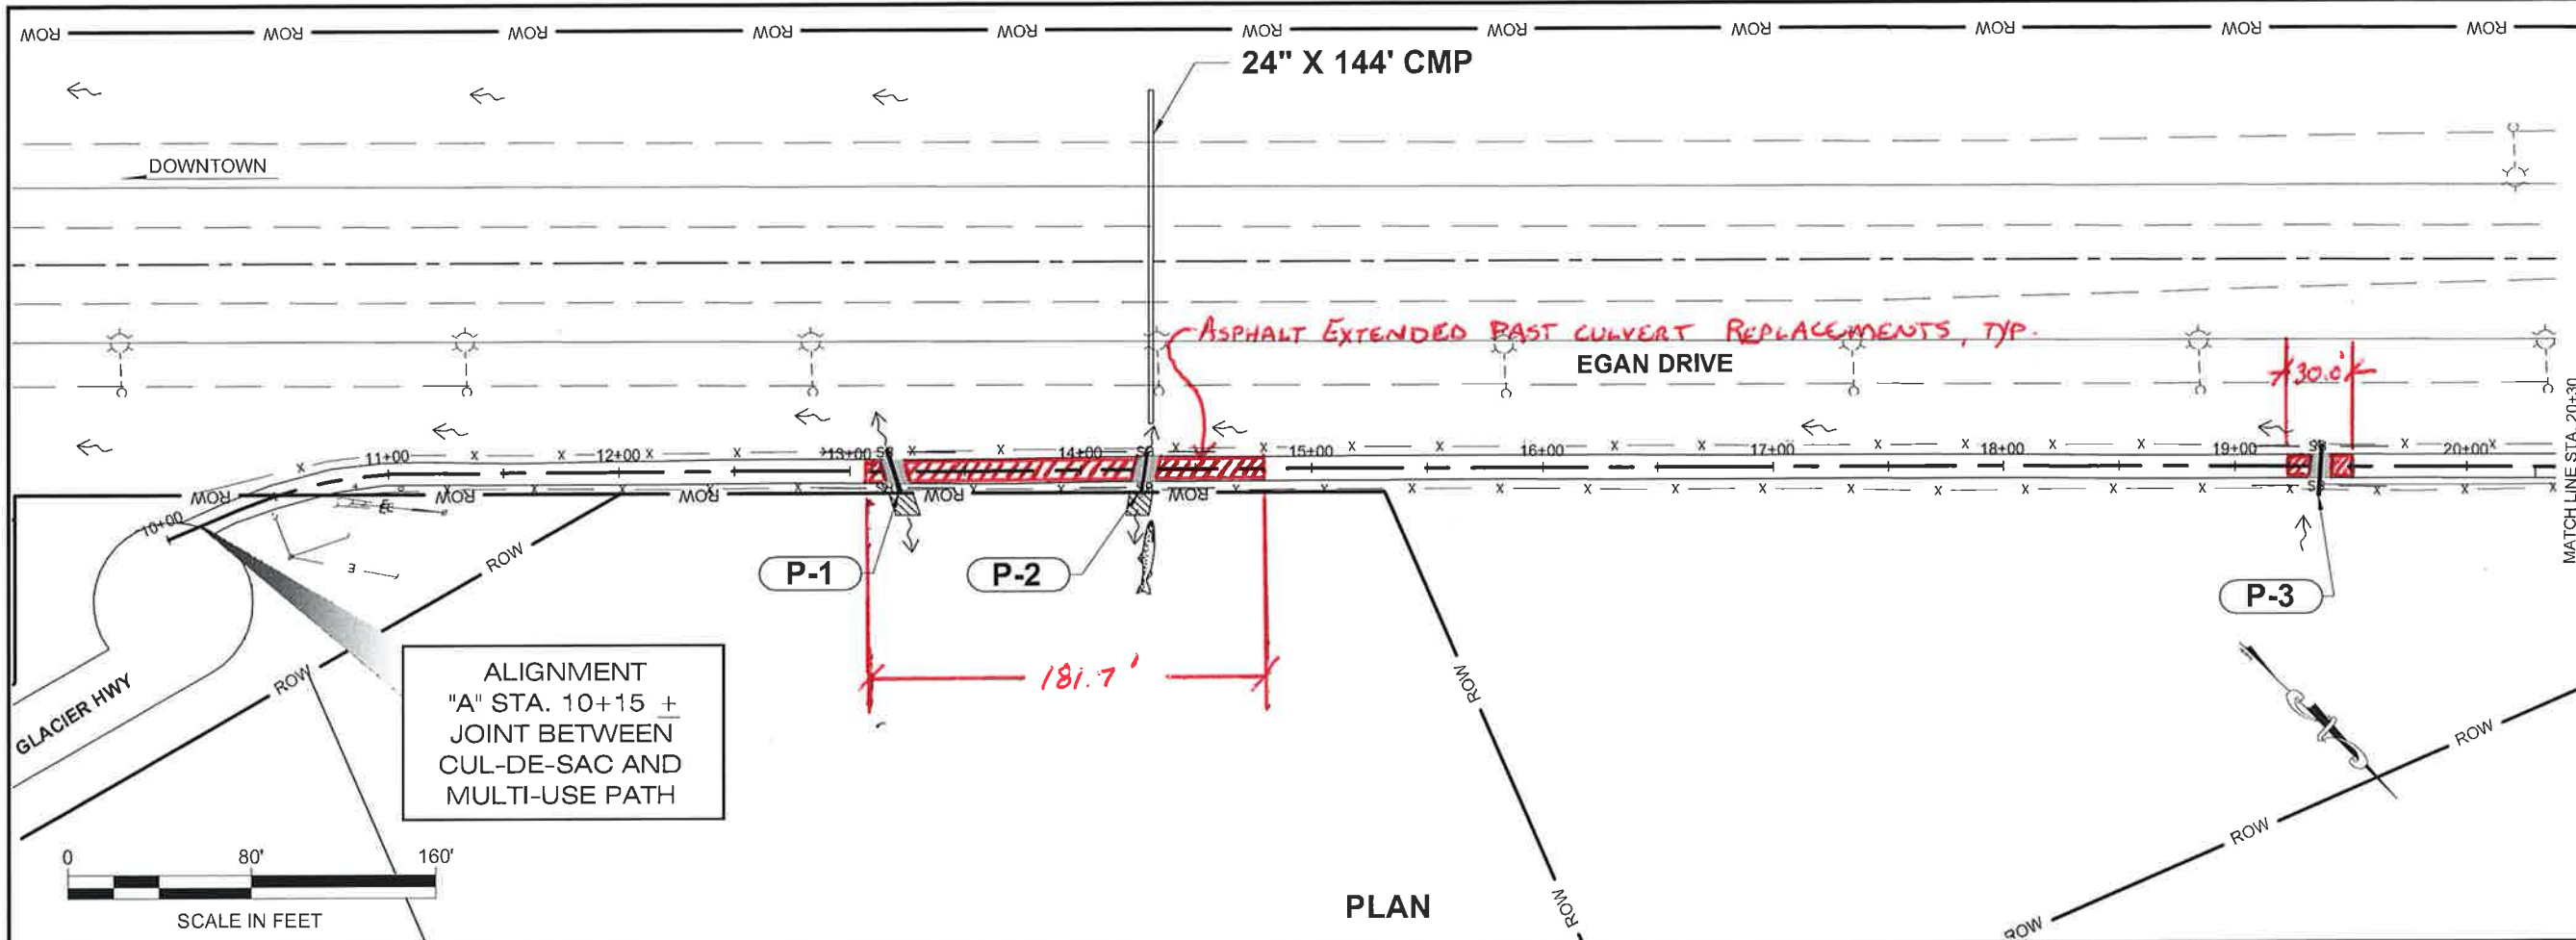 ROW ROW ROW ROW ROW ROW ROW ROW ROW ROW ROW
24" X 144' CMP
DOWNTOWN
ASPHALT EXTENDED PAST CULVERT REPLACEMENTS, TYP.
EGAN DRIVE
30.0'
MATCH LINE STA. 20+30
10+00 11+00 12+00 13+00 14+00 15+00 16+00 17+00 18+00 19+00 20+00
SB SB SB
ROW ROW ROW ROW ROW
P-1
P-2
P-3
ROW
ROW
ROW
ROW
ROW
ROW
ROW
181.7'
GLACIER HWY
ALIGNMENT
"A" STA. 10+15 ±
JOINT BETWEEN
CUL-DE-SAC AND
MULTI-USE PATH
0 80' 160'
SCALE IN FEET
PLAN